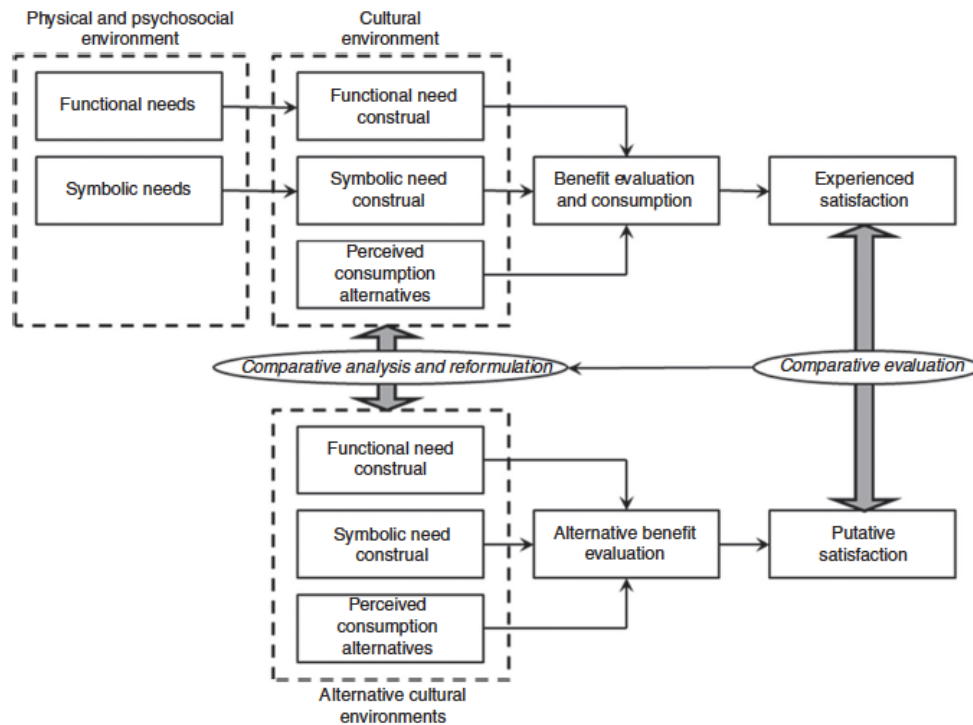 Physical and psychosocial
environment
Cultural
environment
Functional needs
Functional need
construal
Symbolic needs
Symbolic need
construal
Benefit evaluation
and consumption
Experienced
satisfaction
Perceived
consumption
alternatives
Comparative analysis and reformulation
Comparative evaluation
Functional need
construal
Symbolic need
construal
Alternative benefit
evaluation
Putative
satisfaction
Perceived
consumption
alternatives
Alternative cultural
environments